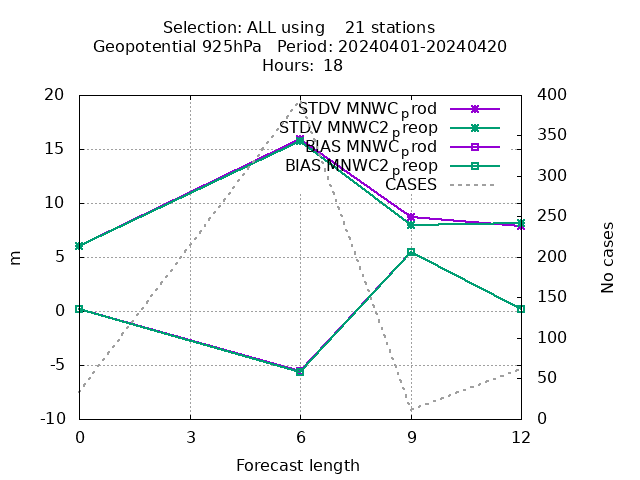 Selection: ALL using    21 stations
Geopotential 925hPa   Period: 20240401-20240420
Hours: 18
20
15
10
5
0
-5
-10
m
STDV MNWC_prod
STDV MNWC2_preop
BIAS MNWC_prod
BIAS MNWC2_preop
CASES
400
350
300
250
200
150
100
50
0
No cases
0 3 6 9 12
Forecast length